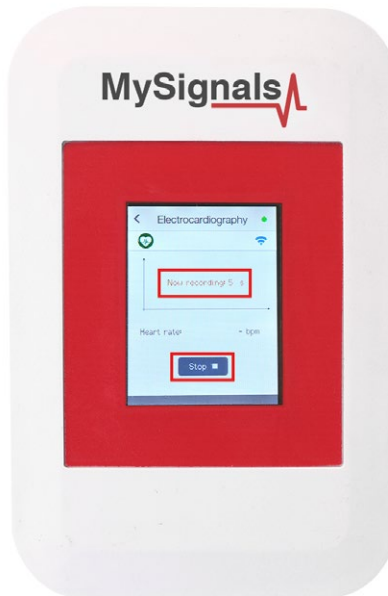 MySignals
< Electrocardiography
Now recording! 5 s
Heart rate: - bpm
Stop